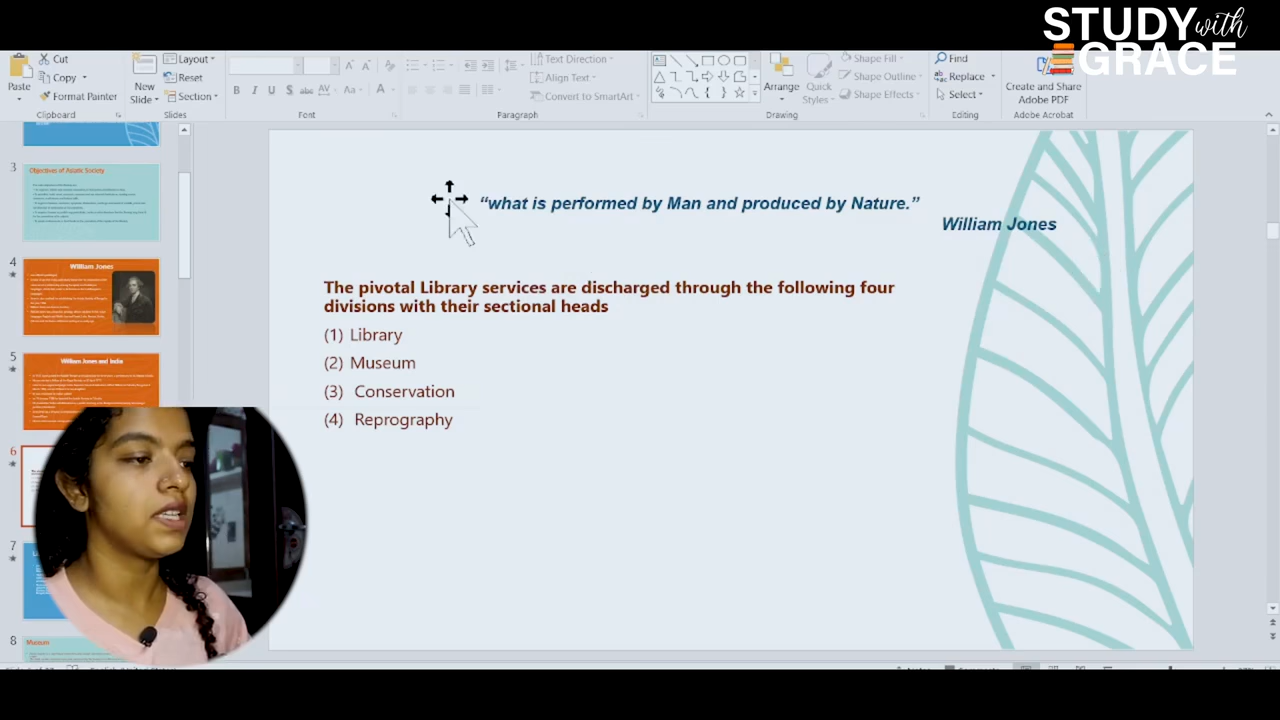 STUDY with
GRACE
Cut
Copy
Format Painter
Paste
Clipboard
New
Slide
Layout
Reset
Section
Slides
B I U S abc AV Aa A
Font
Text Direction
Align Text
Convert to SmartArt
Paragraph
Arrange
Quick
Styles
Shape Fill
Shape Outline
Shape Effects
Drawing
Find
Replace
Select
Editing
Create and Share
Adobe PDF
Adobe Acrobat
3
Objectives of Asiatic Society
4
William Jones
5
William Jones and India
6
7
8
Museum
“what is performed by Man and produced by Nature.”
William Jones
The pivotal Library services are discharged through the following four
divisions with their sectional heads
(1) Library
(2) Museum
(3) Conservation
(4) Reprography